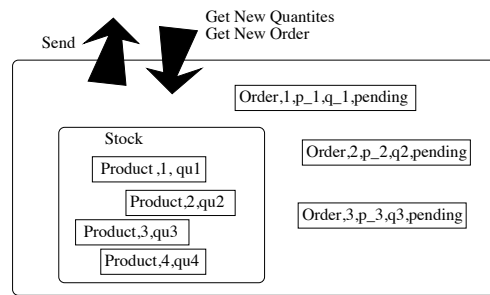 Get New Quantites
Send
Get New Order
Order,1,p_1,q_1,pending
Stock
Order,2,p_2,q2,pending
Product ,1, qu1
Product,2,qu2
Order,3,p_3,q3,pending
Product,3,qu3
Product,4,qu4